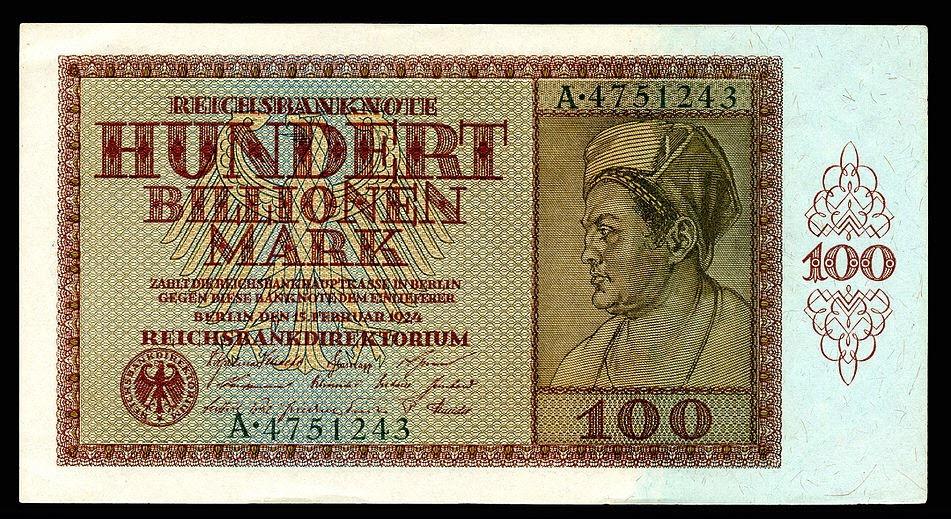 REICHSBANKNOTE
HUNDERT
BILLIONEN
MARK
ZAHLT DIE REICHSBANKHAUPTKASSE IN BERLIN
GEGEN DIESE BANKNOTE DEM EINLIEFERER
BERLIN DEN 15. FEBRUAR 1924
REICHSBANKDIREKTORIUM
REICHSBANKDIREKTORIUM
A·4751243
A·4751243
100
100